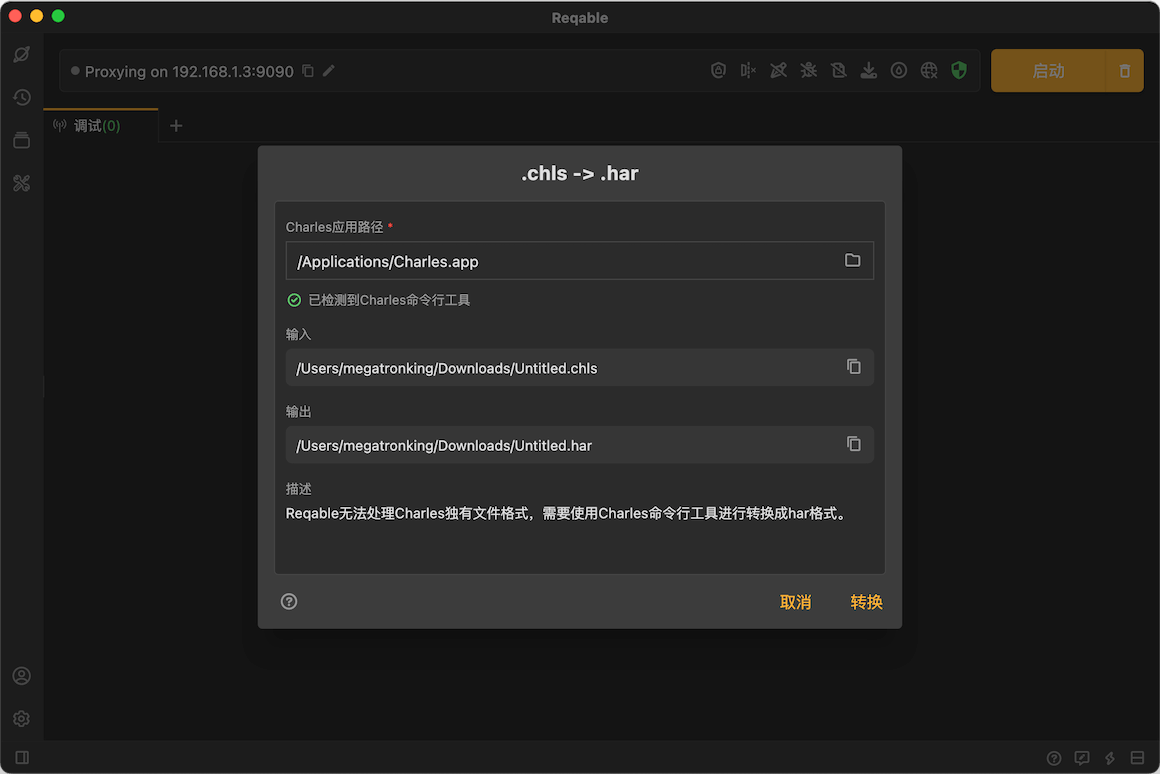 Reqable
Proxying on 192.168.1.3:9090
启动
调试(0)
.chls -> .har
Charles应用路径 *
/Applications/Charles.app
已检测到Charles命令行工具
输入
/Users/megatronking/Downloads/Untitled.chls
输出
/Users/megatronking/Downloads/Untitled.har
描述
Reqable无法处理Charles独有文件格式，需要使用Charles命令行工具进行转换成har格式。
取消
转换